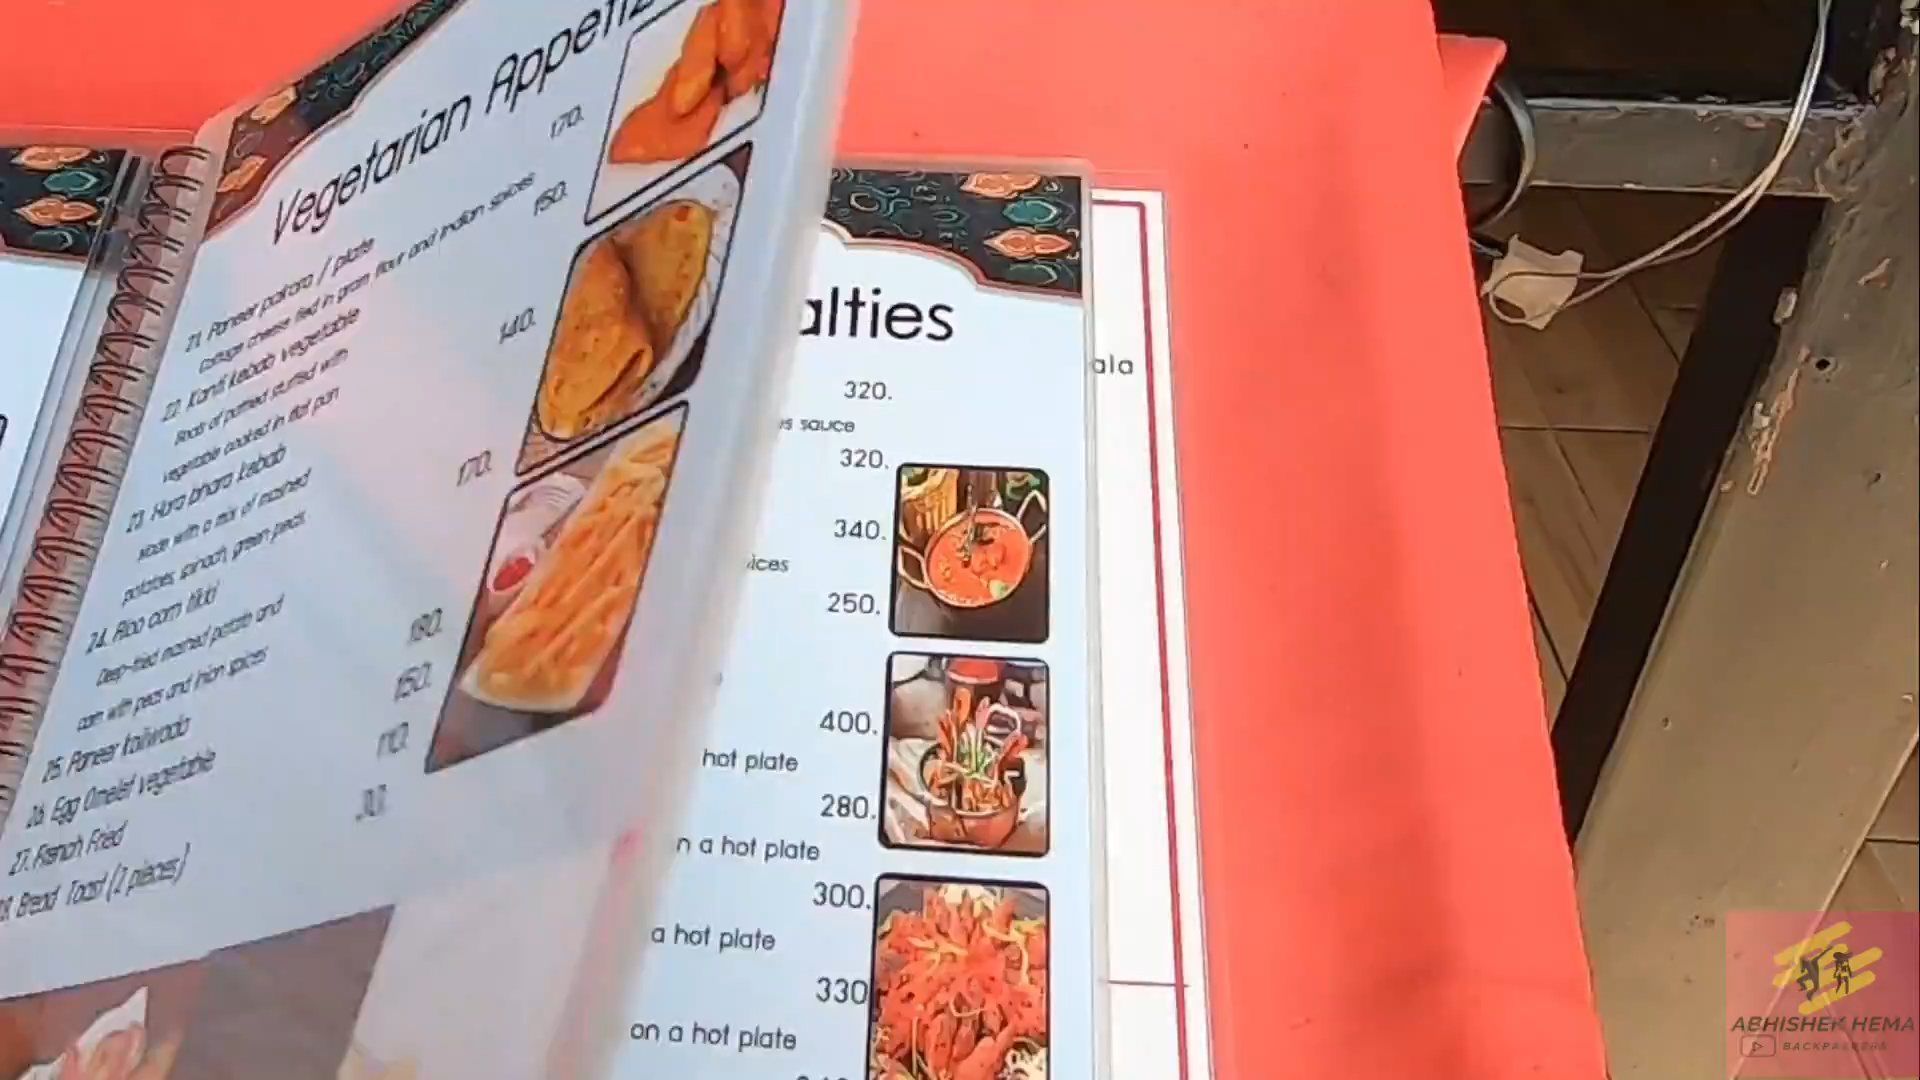 Vegetarian Appetiz
21. Paneer pakora / plate 170.
Cottage cheese fried in gram flour and Indian spices
22. Kanti kebab vegetable 150.
Roals of pathed stuffed with
vegetable cooked in flat pan
23. Hara bhara kebab 140.
Made with a mix of mashed
potatoes, spinach, green peas.
24. Aloo corn tikki 170.
Deep-fried mashed potato and
corn with peas and Inion spices
25. Paneer kaliwada 180.
26. Egg Omelet vegetable 150.
27. French Fried 110.
Bread Toast (2 pieces) 30.
alties
ala
320.
sauce
320.
340.
ices
250.
400.
hot plate
280.
n a hot plate
300.
a hot plate
330
on a hot plate
ABHISHEK HEMA
BACKPACKERS